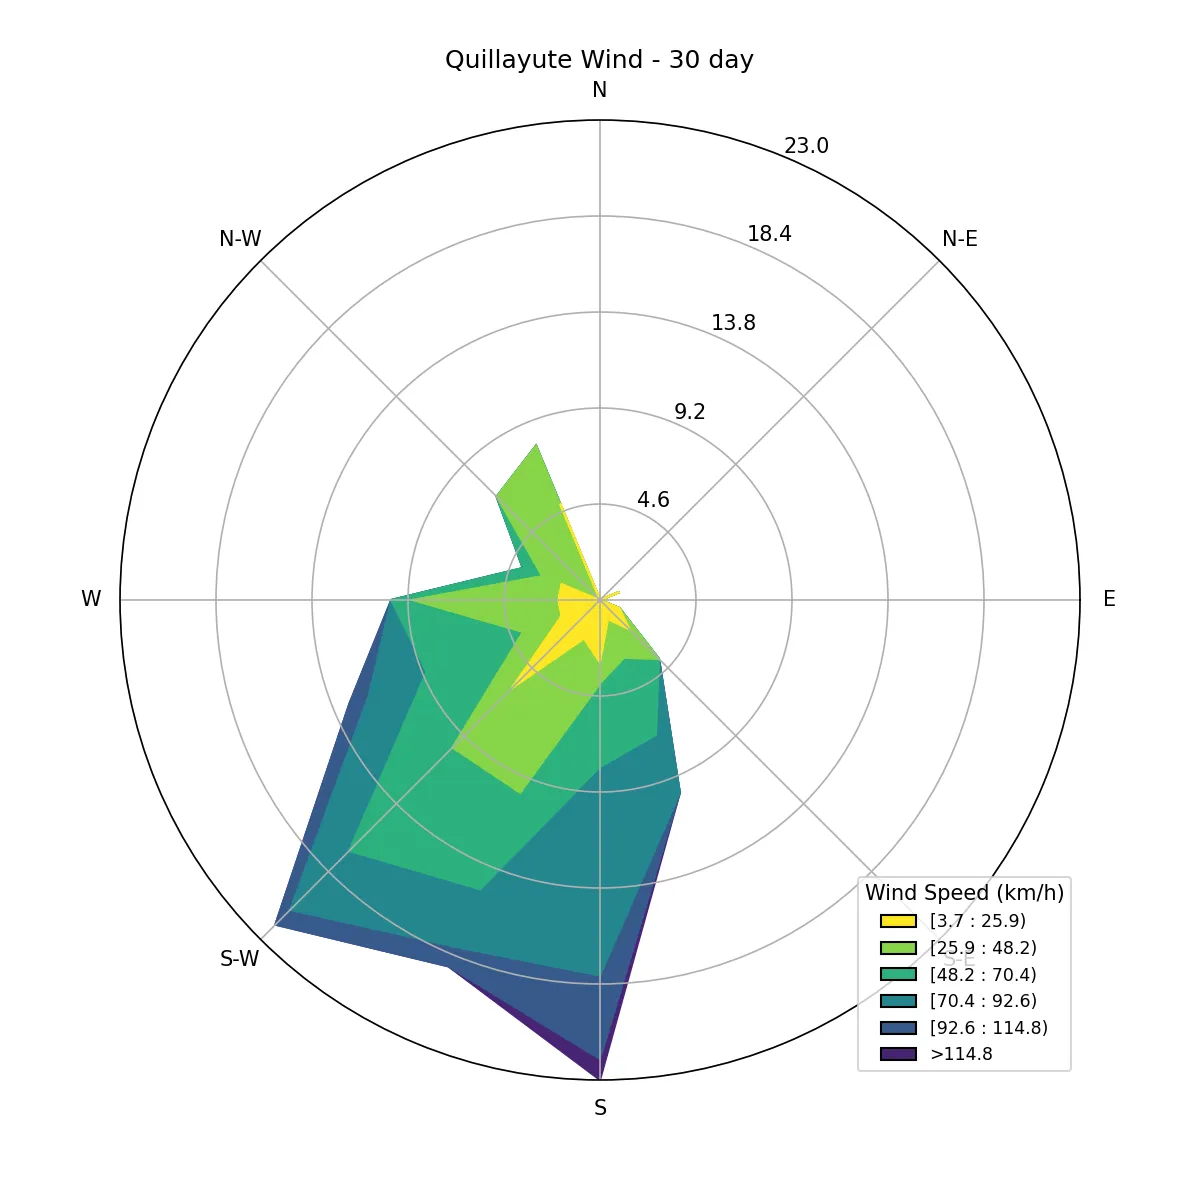 Quillayute Wind - 30 day
N
23.0
N-W
18.4
N-E
13.8
9.2
4.6
W
E
Wind Speed (km/h)
[3.7 : 25.9)
[25.9 : 48.2)
S-W
S-E
[48.2 : 70.4)
[70.4 : 92.6)
[92.6 : 114.8)
>114.8
S